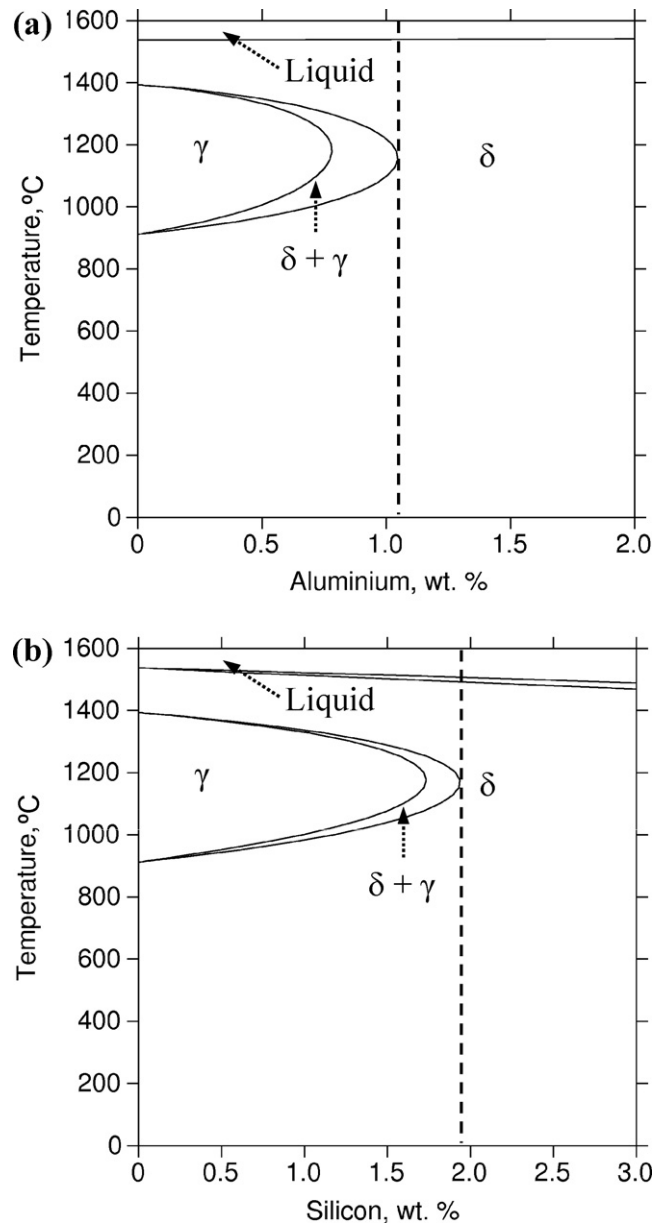 (a)
1600
Liquid
1400
1200
γ
δ
1000
δ + γ
800
600
400
200
0
Temperature, ºC
0 0.5 1.0 1.5 2.0
Aluminium, wt. %
(b)
1600
Liquid
1400
1200
γ
δ
1000
δ + γ
800
600
400
200
0
Temperature, ºC
0 0.5 1.0 1.5 2.0 2.5 3.0
Silicon, wt. %